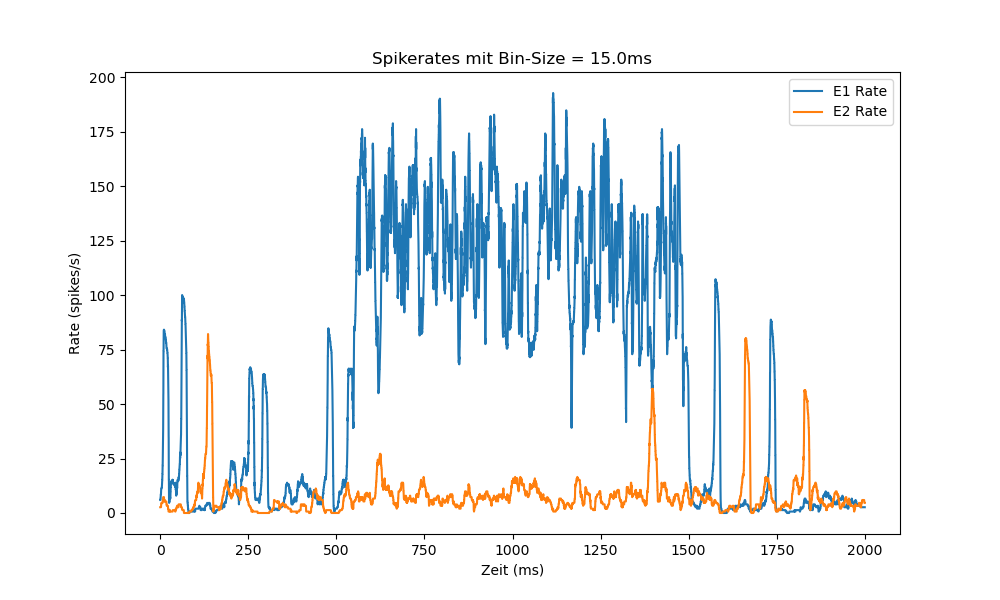 Spikerates mit Bin-Size = 15.0ms
E1 Rate
E2 Rate
200
175
150
125
100
75
50
25
0
Rate (spikes/s)
0 250 500 750 1000 1250 1500 1750 2000
Zeit (ms)